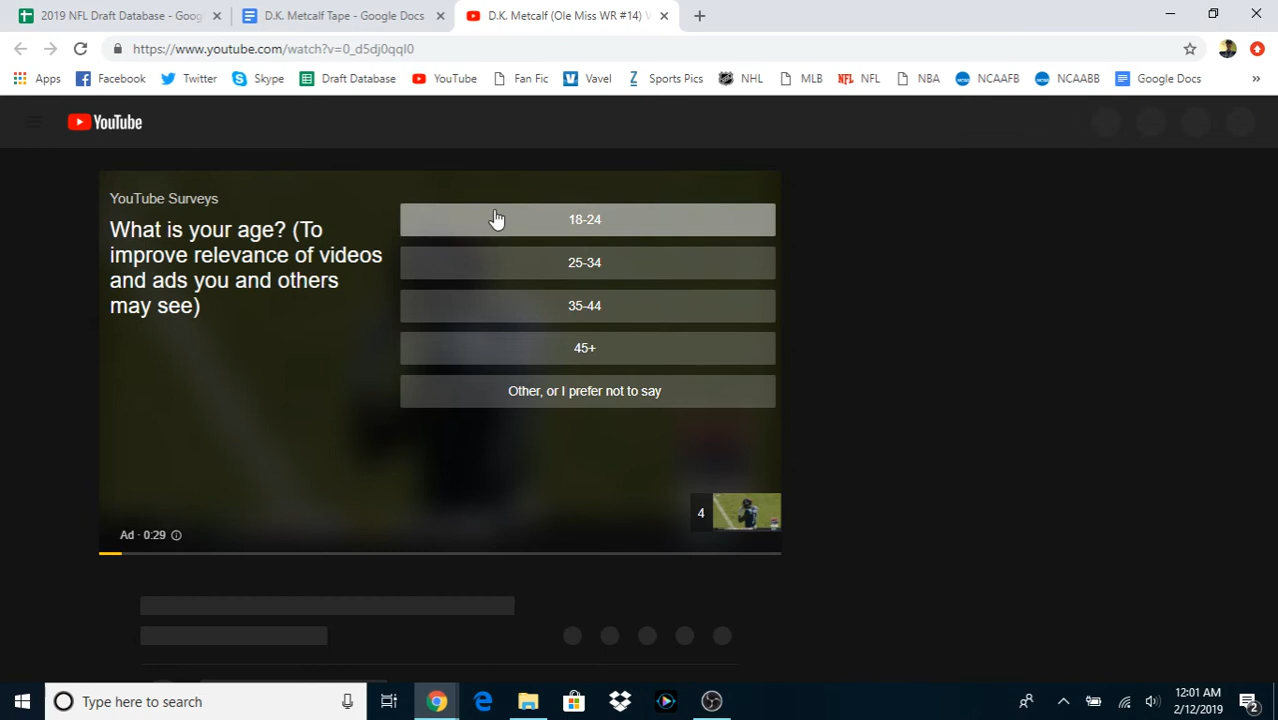 2019 NFL Draft Database - Goog
D.K. Metcalf Tape - Google Docs
D.K. Metcalf (Ole Miss WR #14) V
https://www.youtube.com/watch?v=0_d5dj0qqI0
Apps Facebook Twitter Skype Draft Database YouTube Fan Fic Vavel Sports Pics NHL MLB NFL NBA NCAAFB NCAABB Google Docs
YouTube
YouTube Surveys
What is your age? (To
improve relevance of videos
and ads you and others
may see)
18-24
25-34
35-44
45+
Other, or I prefer not to say
4
Ad · 0:29
Type here to search
12:01 AM
2/12/2019
2